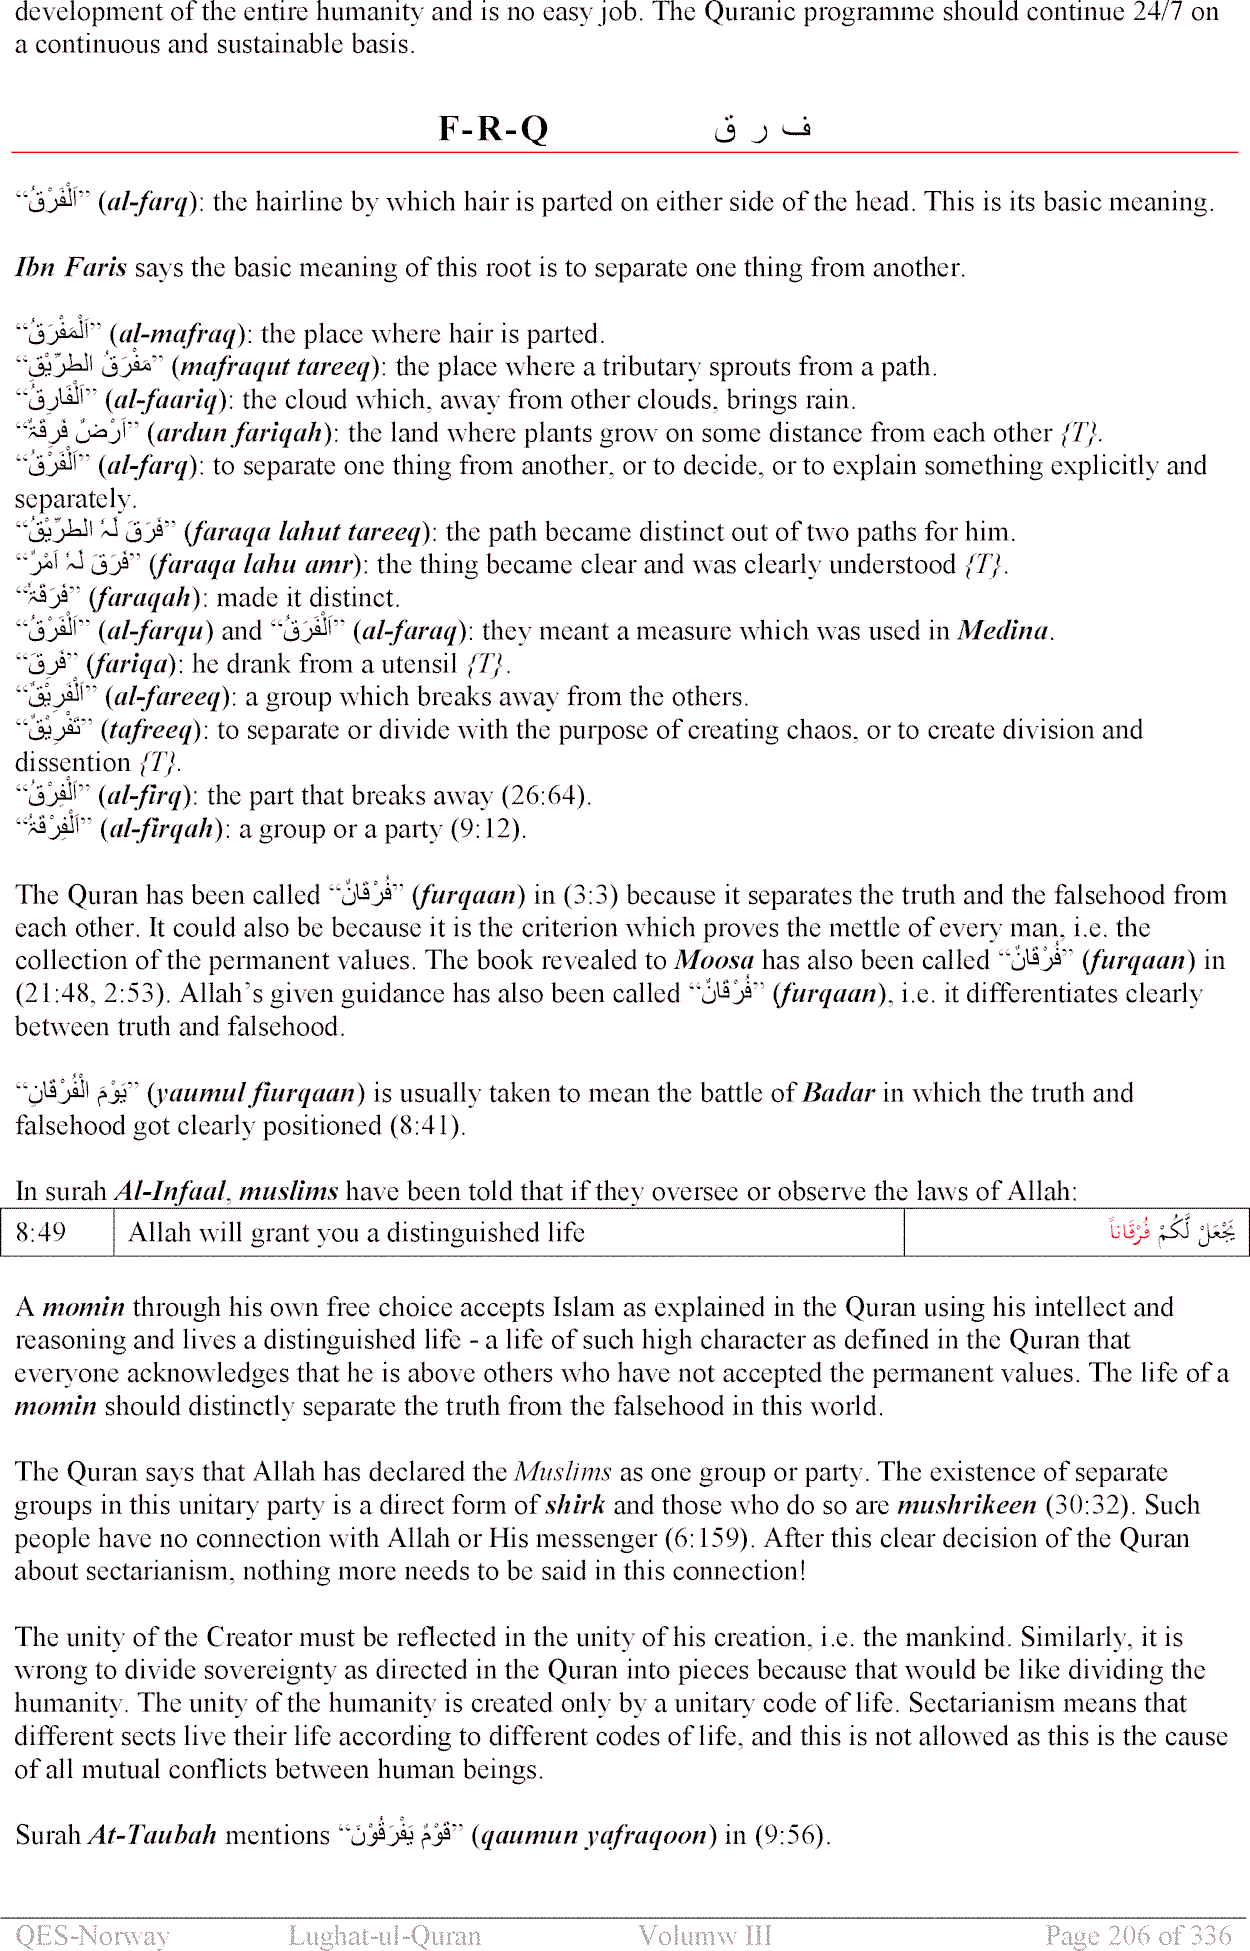 development of the entire humanity and is no easy job. The Quranic programme should continue 24/7 on
a continuous and sustainable basis.
F-R-Q ف ر ق
“اَلْفَرْقُ” (al-farq): the hairline by which hair is parted on either side of the head. This is its basic meaning.
Ibn Faris says the basic meaning of this root is to separate one thing from another.
“اَلْمَفْرَقُ” (al-mafraq): the place where hair is parted.
“مَفْرَقُ الطَّرِيْقِ” (mafraqut tareeq): the place where a tributary sprouts from a path.
“اَلْفَارِقُ” (al-faariq): the cloud which, away from other clouds, brings rain.
“اَرْضٌ فَرِقَۃٌ” (ardun fariqah): the land where plants grow on some distance from each other {T}.
“اَلْفَرْقُ” (al-farq): to separate one thing from another, or to decide, or to explain something explicitly and
separately.
“فَرَقَ لَہٗ الطَّرِيْقُ” (faraqa lahut tareeq): the path became distinct out of two paths for him.
“فَرَقَ لَہٗ اَمْرٌ” (faraqa lahu amr): the thing became clear and was clearly understood {T}.
“فَرَقَہٗ” (faraqah): made it distinct.
“اَلْفَرْقُ” (al-farqu) and “اَلْفَرَقُ” (al-faraq): they meant a measure which was used in Medina.
“فَرِقَ” (fariqa): he drank from a utensil {T}.
“اَلْفَرِيْقُ” (al-fareeq): a group which breaks away from the others.
“تَفْرِيْقٌ” (tafreeq): to separate or divide with the purpose of creating chaos, or to create division and
dissention {T}.
“اَلْفِرْقُ” (al-firq): the part that breaks away (26:64).
“اَلْفِرْقَۃُ” (al-firqah): a group or a party (9:12).
The Quran has been called “فُرْقَانٌ” (furqaan) in (3:3) because it separates the truth and the falsehood from
each other. It could also be because it is the criterion which proves the mettle of every man, i.e. the
collection of the permanent values. The book revealed to Moosa has also been called “فُرْقَانٌ” (furqaan) in
(21:48, 2:53). Allah’s given guidance has also been called “فُرْقَانٌ” (furqaan), i.e. it differentiates clearly
between truth and falsehood.
“يَوْمَ الْفُرْقَانِ” (yaumul fiurqaan) is usually taken to mean the battle of Badar in which the truth and
falsehood got clearly positioned (8:41).
In surah Al-Infaal, muslims have been told that if they oversee or observe the laws of Allah:
8:49 Allah will grant you a distinguished life يَجْعَلْ لَّكُمْ فُرْقَاناً
A momin through his own free choice accepts Islam as explained in the Quran using his intellect and
reasoning and lives a distinguished life - a life of such high character as defined in the Quran that
everyone acknowledges that he is above others who have not accepted the permanent values. The life of a
momin should distinctly separate the truth from the falsehood in this world.
The Quran says that Allah has declared the Muslims as one group or party. The existence of separate
groups in this unitary party is a direct form of shirk and those who do so are mushrikeen (30:32). Such
people have no connection with Allah or His messenger (6:159). After this clear decision of the Quran
about sectarianism, nothing more needs to be said in this connection!
The unity of the Creator must be reflected in the unity of his creation, i.e. the mankind. Similarly, it is
wrong to divide sovereignty as directed in the Quran into pieces because that would be like dividing the
humanity. The unity of the humanity is created only by a unitary code of life. Sectarianism means that
different sects live their life according to different codes of life, and this is not allowed as this is the cause
of all mutual conflicts between human beings.
Surah At-Taubah mentions “قَوْمٌ يَفْرَقُوْنَ” (qaumun yafraqoon) in (9:56).
QES-Norway Lughat-ul-Quran Volumw III Page 206 of 336